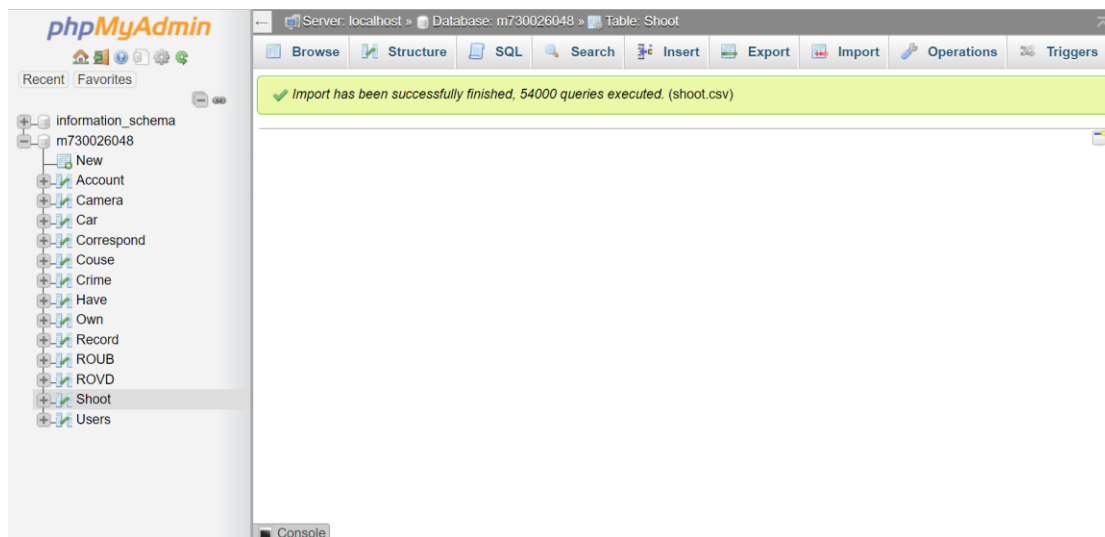 phpMyAdmin
Recent Favorites
information_schema
m730026048
New
Account
Camera
Car
Correspond
Couse
Crime
Have
Own
Record
ROUB
ROVD
Shoot
Users
Server: localhost » Database: m730026048 » Table: Shoot
Browse Structure SQL Search Insert Export Import Operations Triggers
Import has been successfully finished, 54000 queries executed. (shoot.csv)
Console